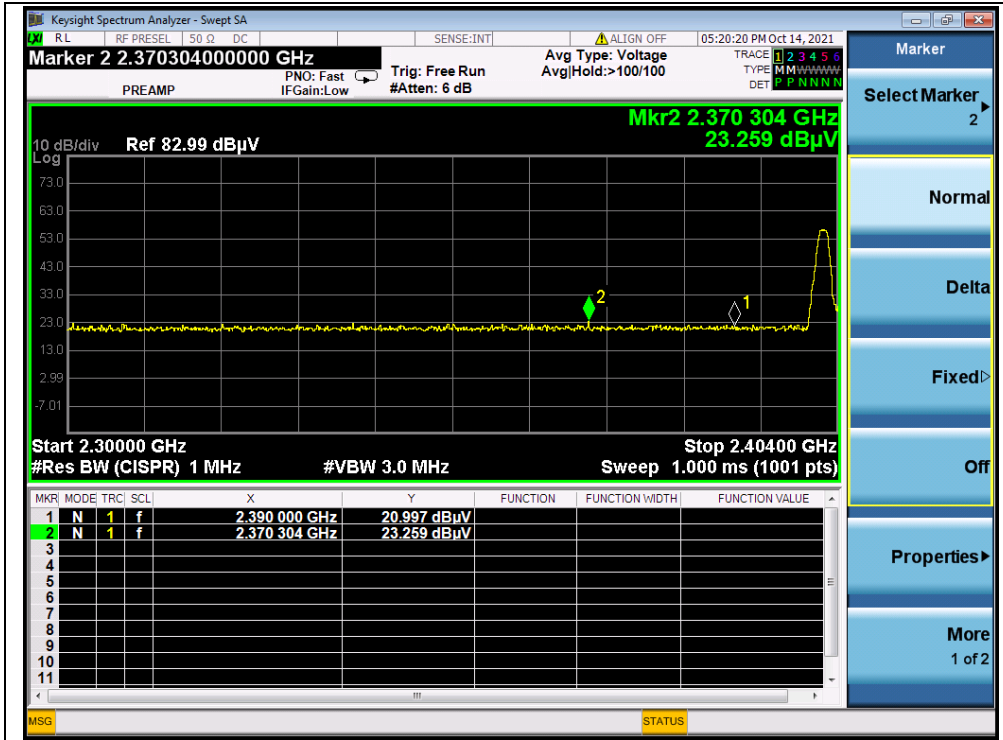 Keysight Spectrum Analyzer - Swept SA
LXI RL RF PRESEL 50 Ω DC SENSE:INT ALIGN OFF 05:20:20 PM Oct 14, 2021
Marker 2 2.370304000000 GHz
PREAMP
PNO: Fast
IFGain:Low
Trig: Free Run
#Atten: 6 dB
Avg Type: Voltage
Avg|Hold:>100/100
TRACE 1 2 3 4 5 6
TYPE M M W W W W
DET P P N N N N
Mkr2 2.370 304 GHz
23.259 dBµV
10 dB/div Ref 82.99 dBµV
Log
73.0
63.0
53.0
43.0
33.0
23.0
13.0
2.99
-7.01
2
1
Start 2.30000 GHz Stop 2.40400 GHz
#Res BW (CISPR) 1 MHz #VBW 3.0 MHz Sweep 1.000 ms (1001 pts)
MKR MODE TRC SCL X Y FUNCTION FUNCTION WIDTH FUNCTION VALUE
1 N 1 f 2.390 000 GHz 20.997 dBµV
2 N 1 f 2.370 304 GHz 23.259 dBµV
3
4
5
6
7
8
9
10
11
MSG STATUS
Marker
Select Marker
2
Normal
Delta
Fixed
Off
Properties
More
1 of 2